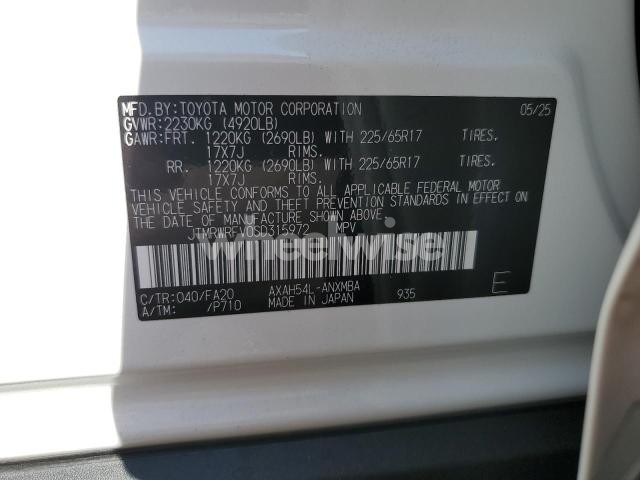 MFD.BY:TOYOTA MOTOR CORPORATION 05/25
GVWR:2230KG (4920LB)
GAWR:FRT. 1220KG (2690LB) WITH 225/65R17 TIRES.
17X7J RIMS.
RR. 1220KG (2690LB) WITH 225/65R17 TIRES.
17X7J RIMS.
THIS VEHICLE CONFORMS TO ALL APPLICABLE FEDERAL MOTOR
VEHICLE SAFETY AND THEFT PREVENTION STANDARDS IN EFFECT ON
THE DATE OF MANUFACTURE SHOWN ABOVE.
JTMRWRFV0SD315972 MPV
wheelwise
C/TR:040/FA20 AXAH54L-ANXMBA 935 E
A/TM: /P710 MADE IN JAPAN